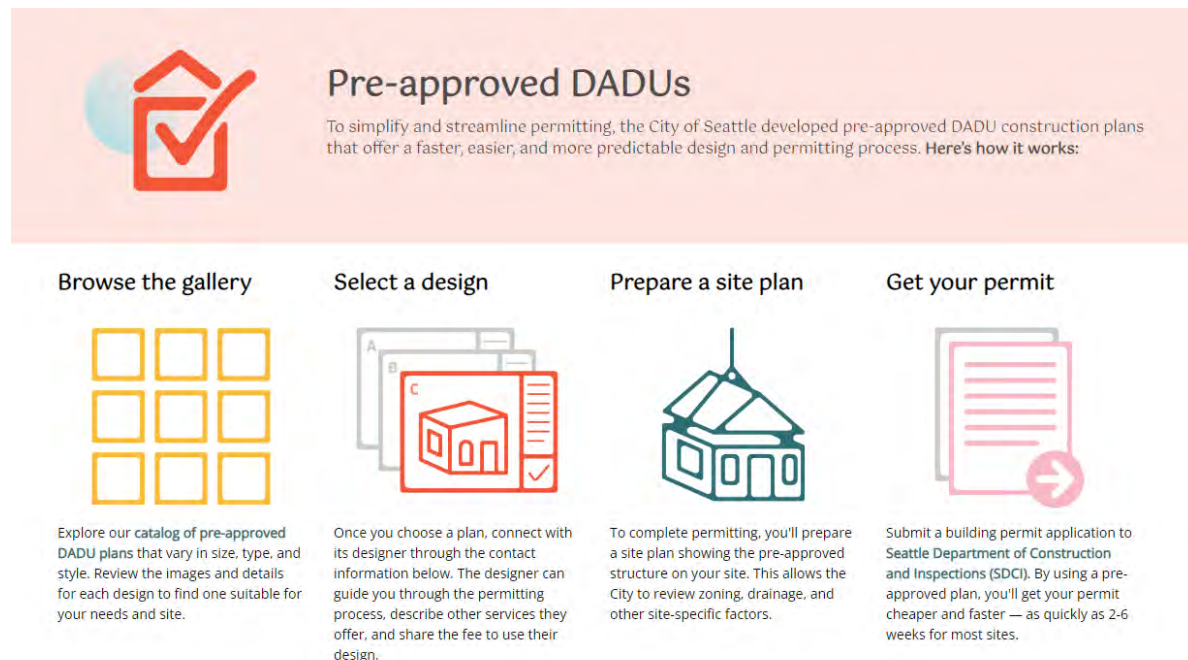 Pre-approved DADUs
To simplify and streamline permitting, the City of Seattle developed pre-approved DADU construction plans
that offer a faster, easier, and more predictable design and permitting process. Here's how it works:
Browse the gallery
Explore our catalog of pre-approved
DADU plans that vary in size, type, and
style. Review the images and details
for each design to find one suitable for
your needs and site.
Select a design
A
B
C
Once you choose a plan, connect with
its designer through the contact
information below. The designer can
guide you through the permitting
process, describe other services they
offer, and share the fee to use their
design.
Prepare a site plan
To complete permitting, you'll prepare
a site plan showing the pre-approved
structure on your site. This allows the
City to review zoning, drainage, and
other site-specific factors.
Get your permit
Submit a building permit application to
Seattle Department of Construction
and Inspections (SDCI). By using a pre-
approved plan, you'll get your permit
cheaper and faster — as quickly as 2-6
weeks for most sites.